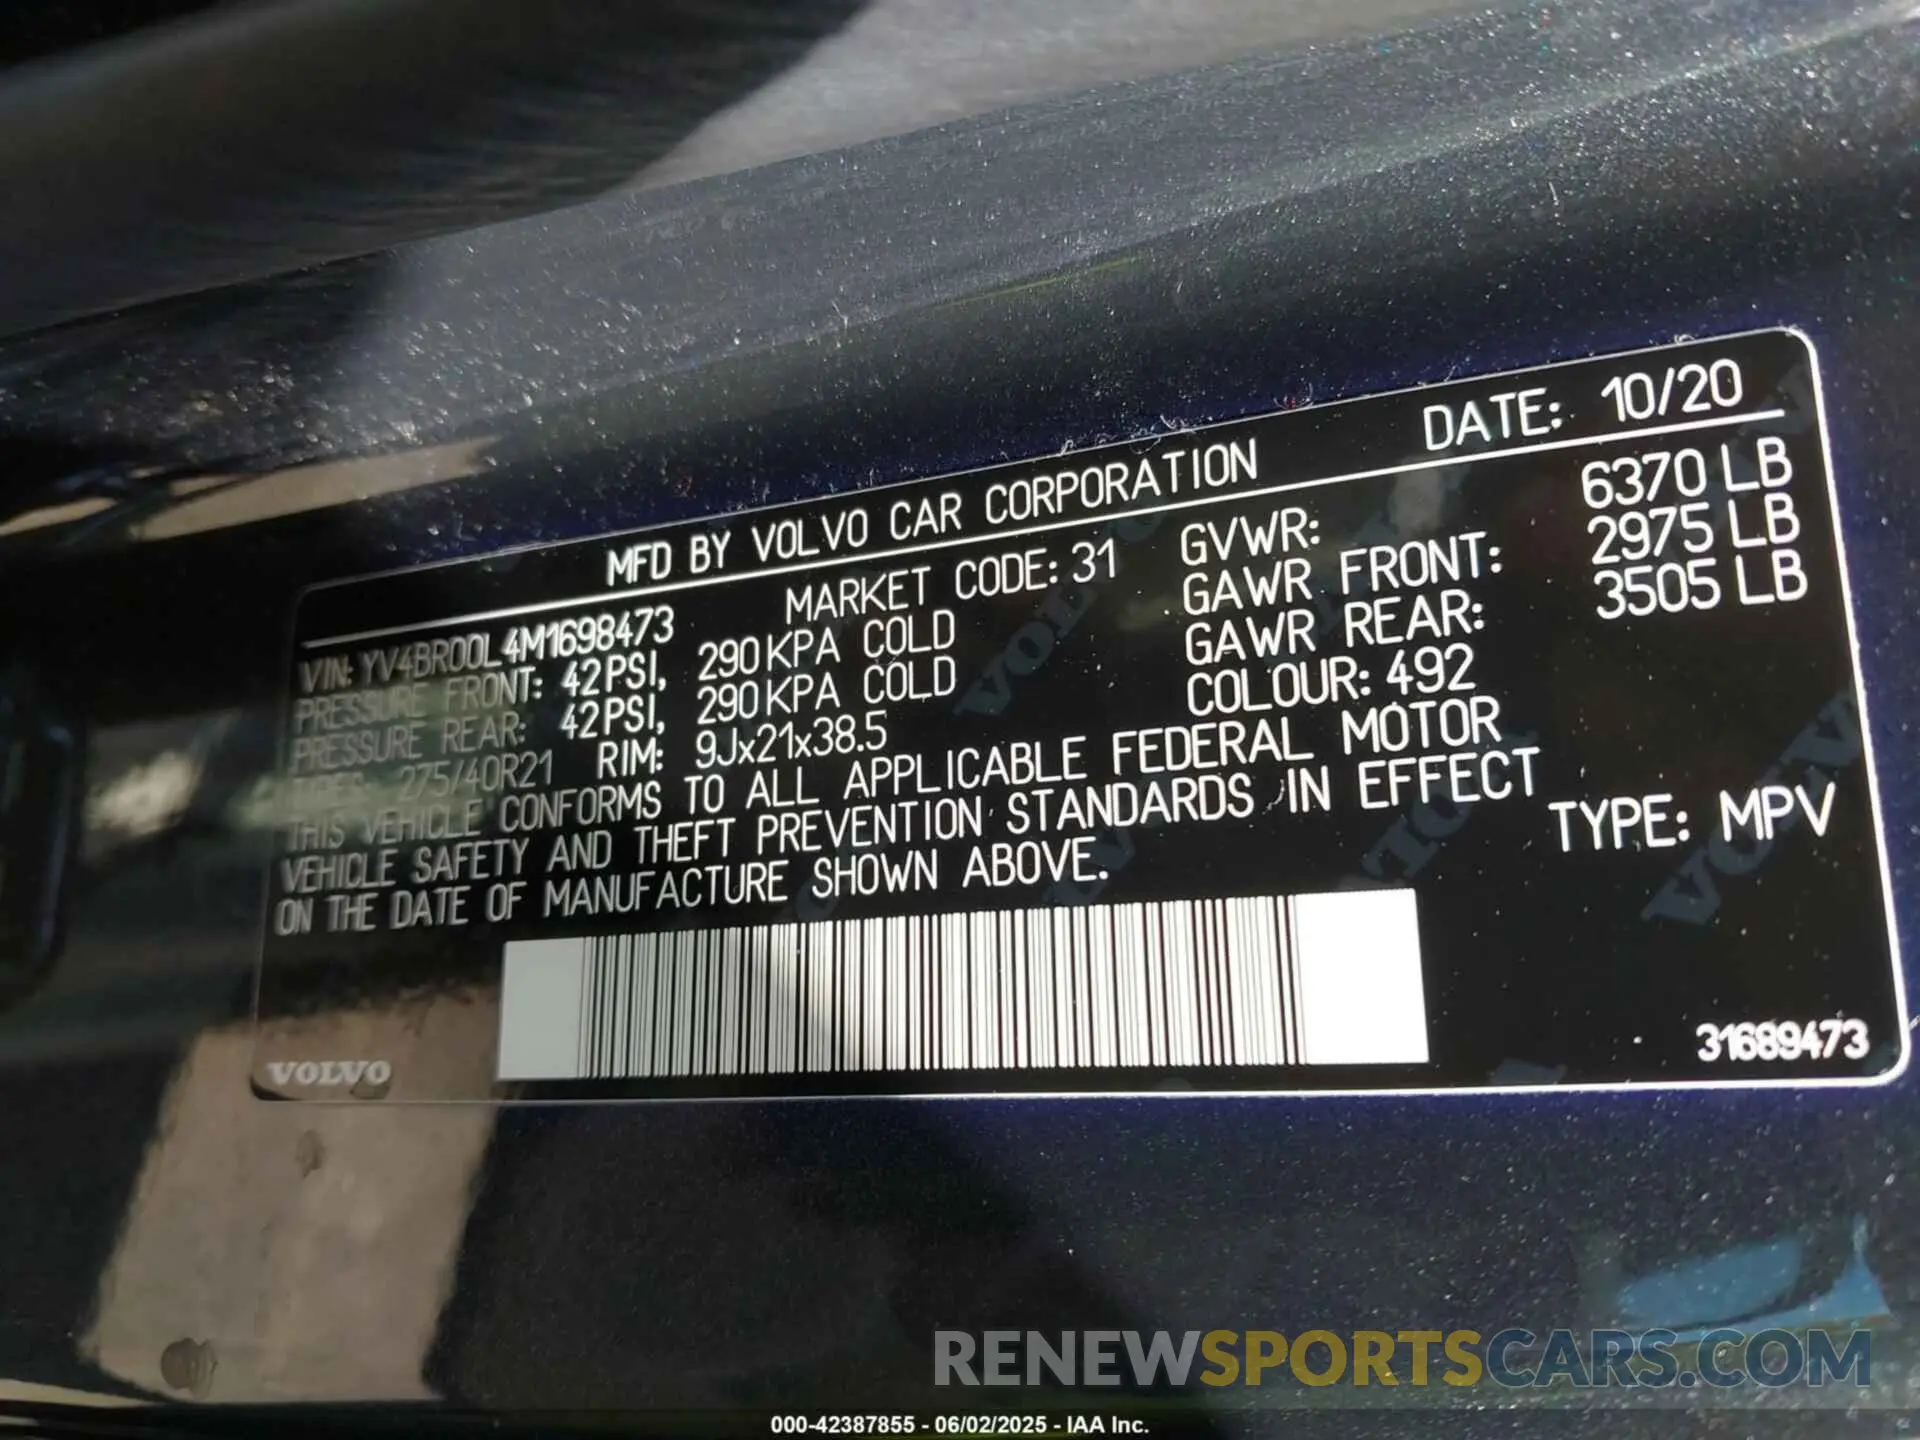 MFD BY VOLVO CAR CORPORATION DATE: 10/20
VIN: YV4BR00L4M1698473 MARKET CODE: 31 GVWR: 6370 LB
PRESSURE FRONT: 42PSI, 290KPA COLD GAWR FRONT: 2975 LB
PRESSURE REAR: 42PSI, 290KPA COLD GAWR REAR: 3505 LB
TIRES 275/40R21 RIM: 9Jx21x38.5 COLOUR: 492
THIS VEHICLE CONFORMS TO ALL APPLICABLE FEDERAL MOTOR
VEHICLE SAFETY AND THEFT PREVENTION STANDARDS IN EFFECT
ON THE DATE OF MANUFACTURE SHOWN ABOVE. TYPE: MPV
VOLVO 31689473
RENEWSPORTSCARS.COM
000-42387855 - 06/02/2025 - IAA Inc.